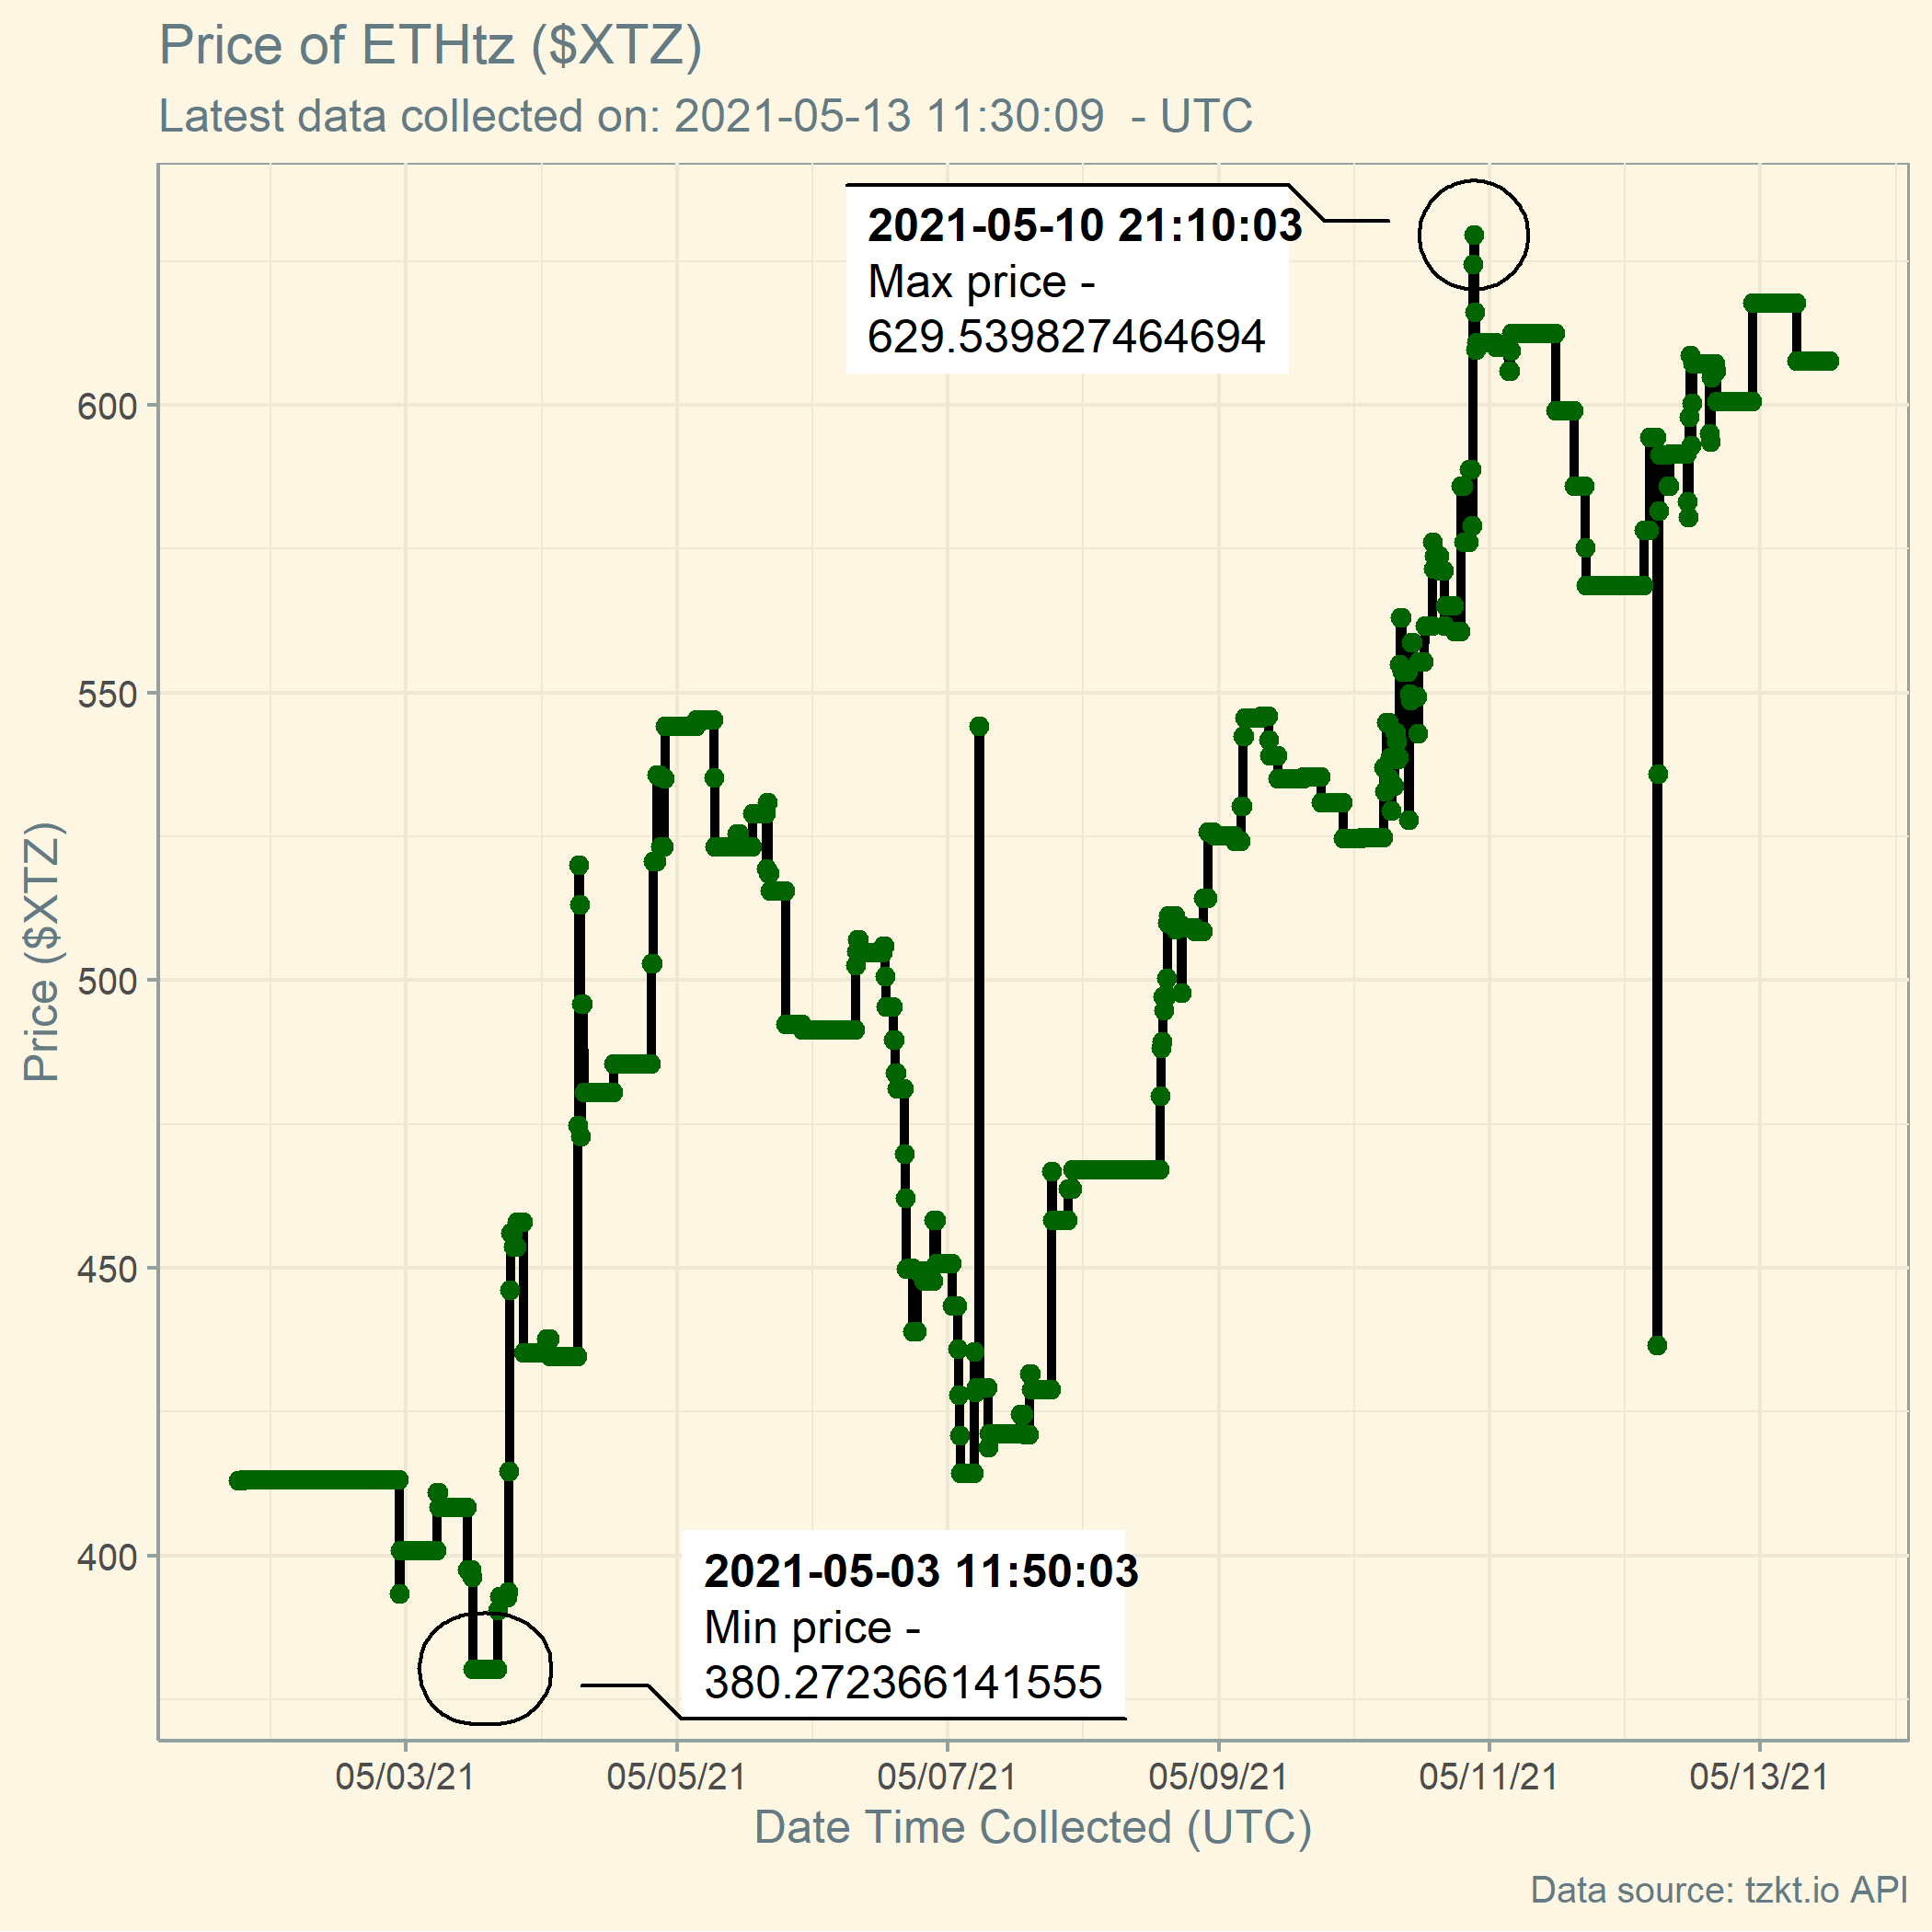 Price of ETHtz ($XTZ)
Latest data collected on: 2021-05-13 11:30:09  - UTC
2021-05-10 21:10:03
Max price -
629.539827464694
600
550
500
450
400
Price ($XTZ)
2021-05-03 11:50:03
Min price -
380.272366141555
05/03/21 05/05/21 05/07/21 05/09/21 05/11/21 05/13/21
Date Time Collected (UTC)
Data source: tzkt.io API